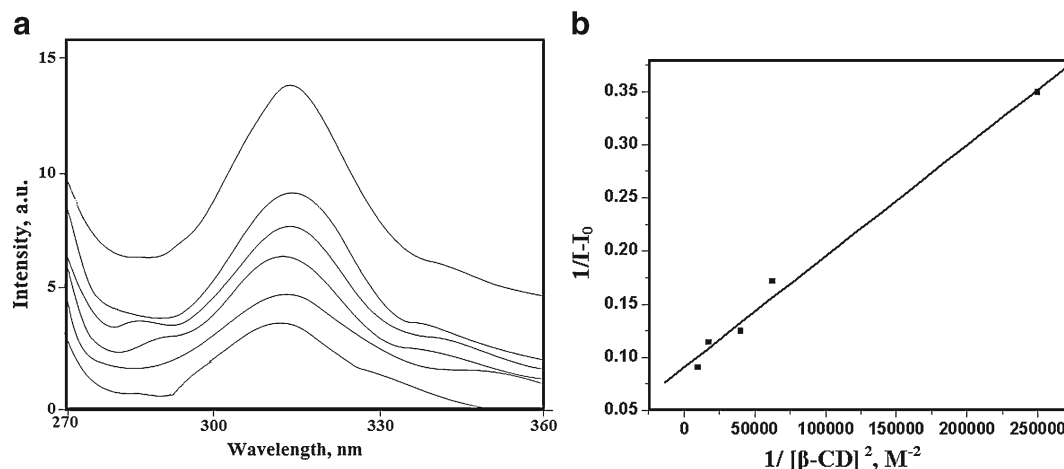 a
15
10
5
0
Intensity, a.u.
270 300 330 360
Wavelength, nm
b
0.35
0.30
0.25
0.20
0.15
0.10
0.05
1/I-I₀
0 50000 100000 150000 200000 250000
1/ [β-CD] ², M⁻²